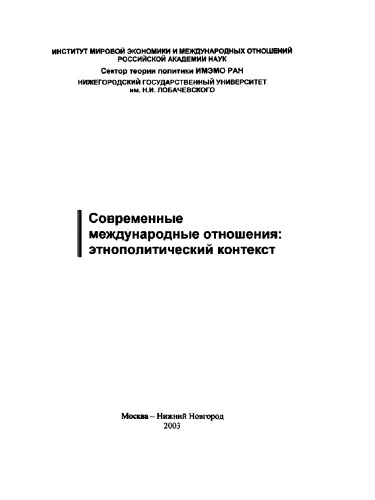 ИНСТИТУТ МИРОВОЙ ЭКОНОМИКИ И МЕЖДУНАРОДНЫХ ОТНОШЕНИЙ
РОССИЙСКОЙ АКАДЕМИИ НАУК
Сектор теории политики ИМЭМО РАН
НИЖЕГОРОДСКИЙ ГОСУДАРСТВЕННЫЙ УНИВЕРСИТЕТ
им. Н.И. ЛОБАЧЕВСКОГО
Современные
международные отношения:
этнополитический контекст
Москва – Нижний Новгород
2003